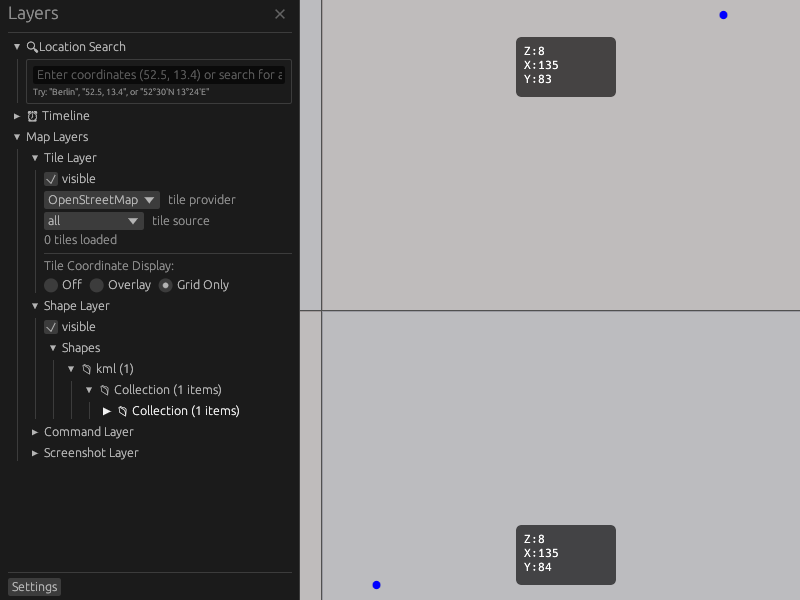 Layers
Location Search
Enter coordinates (52.5, 13.4) or search for a
Try: "Berlin", "52.5, 13.4", or "52°30'N 13°24'E"
Timeline
Map Layers
Tile Layer
visible
OpenStreetMap tile provider
all tile source
0 tiles loaded
Tile Coordinate Display:
Off Overlay Grid Only
Shape Layer
visible
Shapes
kml (1)
Collection (1 items)
Collection (1 items)
Command Layer
Screenshot Layer
Settings
Z:8
X:135
Y:83
Z:8
X:135
Y:84